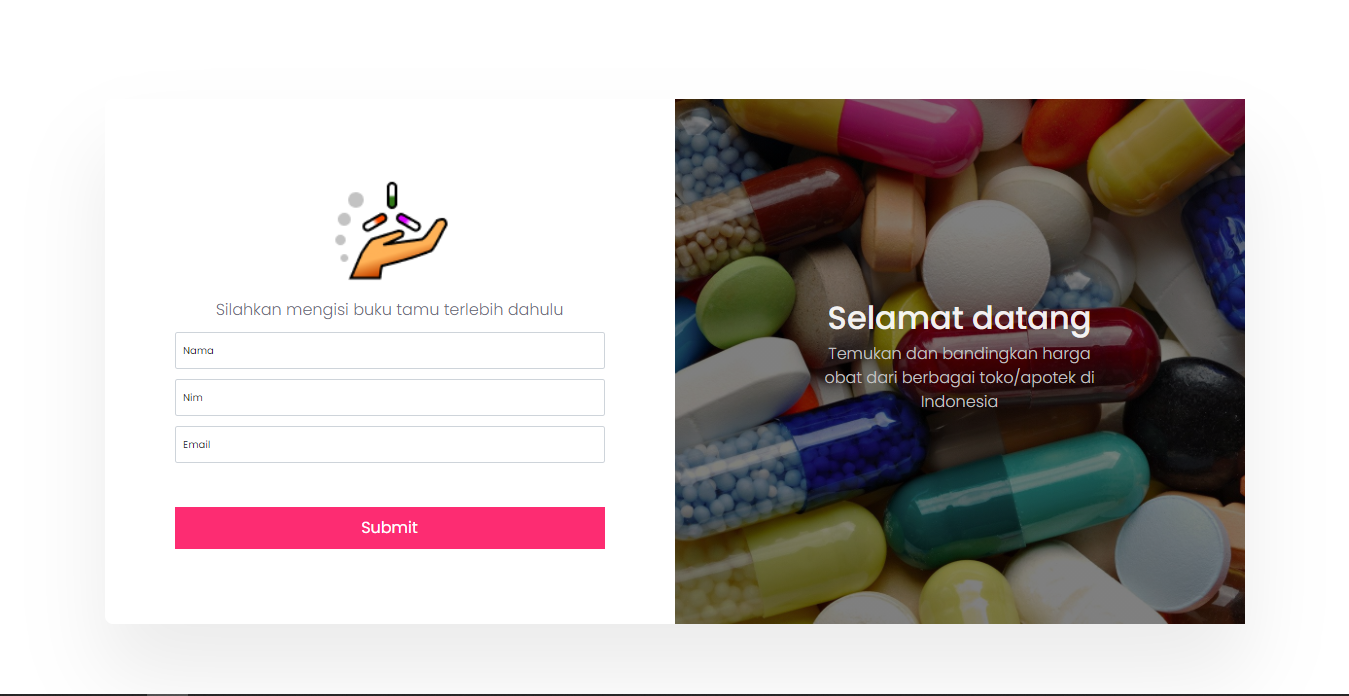 Silahkan mengisi buku tamu terlebih dahulu
Nama
Nim
Email
Submit
Selamat datang
Temukan dan bandingkan harga
obat dari berbagai toko/apotek di
Indonesia